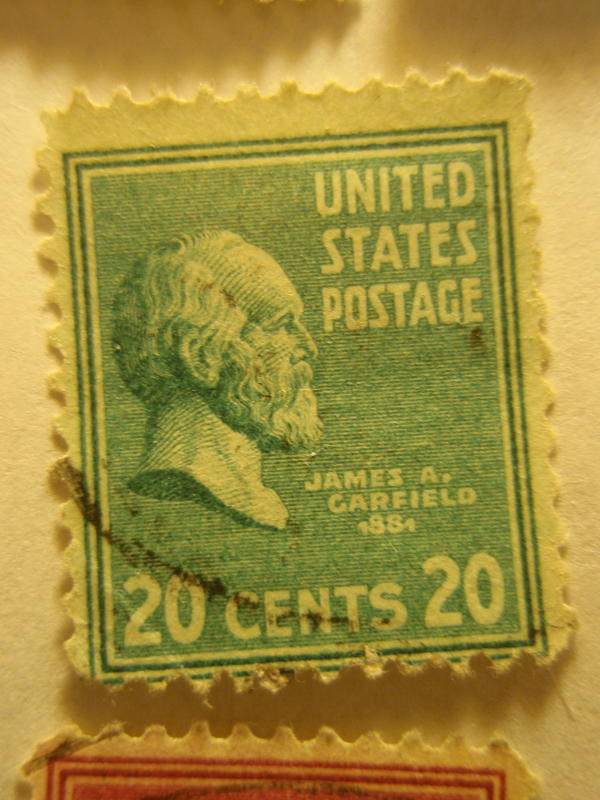 UNITED
STATES
POSTAGE
JAMES A.
GARFIELD
1881
20 CENTS 20